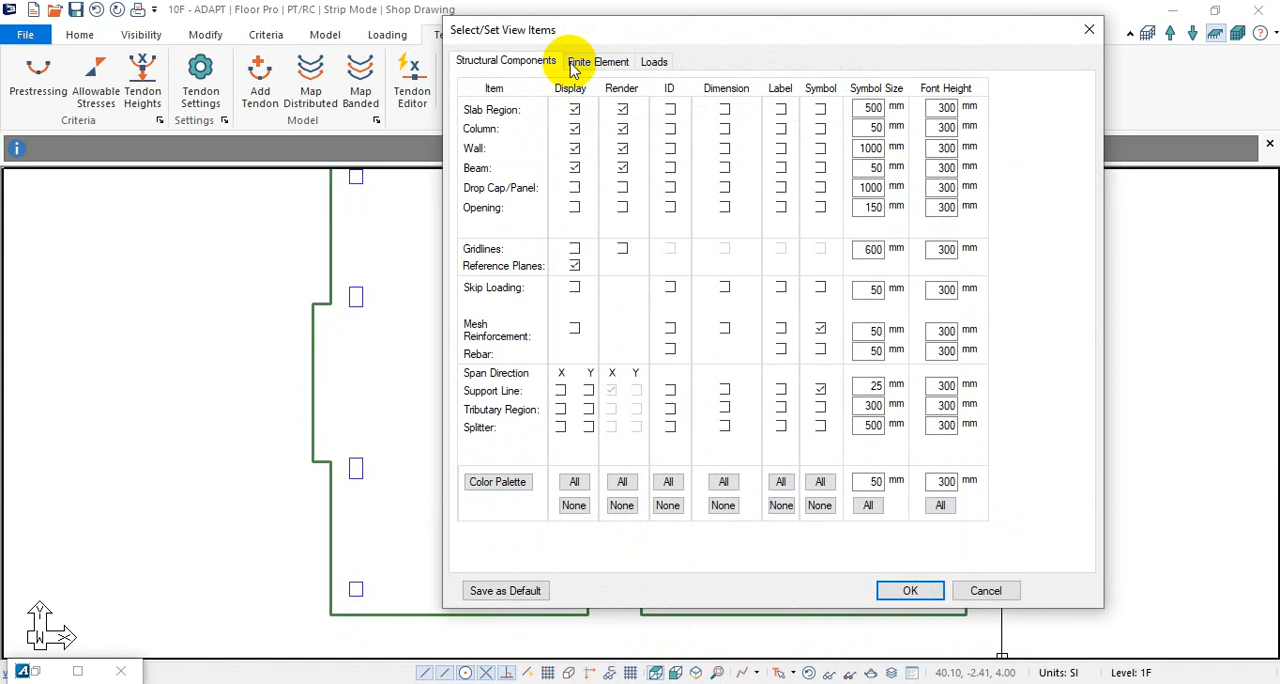 10F - ADAPT | Floor Pro | PT/RC | Strip Mode | Shop Drawing
File Home Visibility Modify Criteria Model Loading Te
Prestressing Allowable Stresses Tendon Heights Tendon Settings Add Tendon Map Distributed Map Banded Tendon Editor
Criteria Settings Model
Select/Set View Items
Structural Components Finite Element Loads
Item Display Render ID Dimension Label Symbol Symbol Size Font Height
Slab Region: 500 mm 300 mm
Column: 50 mm 300 mm
Wall: 1000 mm 300 mm
Beam: 50 mm 300 mm
Drop Cap/Panel: 1000 mm 300 mm
Opening: 150 mm 300 mm
Gridlines: 600 mm 300 mm
Reference Planes:
Skip Loading: 50 mm 300 mm
Mesh
Reinforcement: 50 mm 300 mm
Rebar: 50 mm 300 mm
Span Direction X Y X Y
Support Line: 25 mm 300 mm
Tributary Region: 300 mm 300 mm
Splitter: 500 mm 300 mm
Color Palette All All All All All All 50 mm 300 mm
None None None None None None All All
Save as Default OK Cancel
Y
W X
40.10, -2.41, 4.00 Units: SI Level: 1F